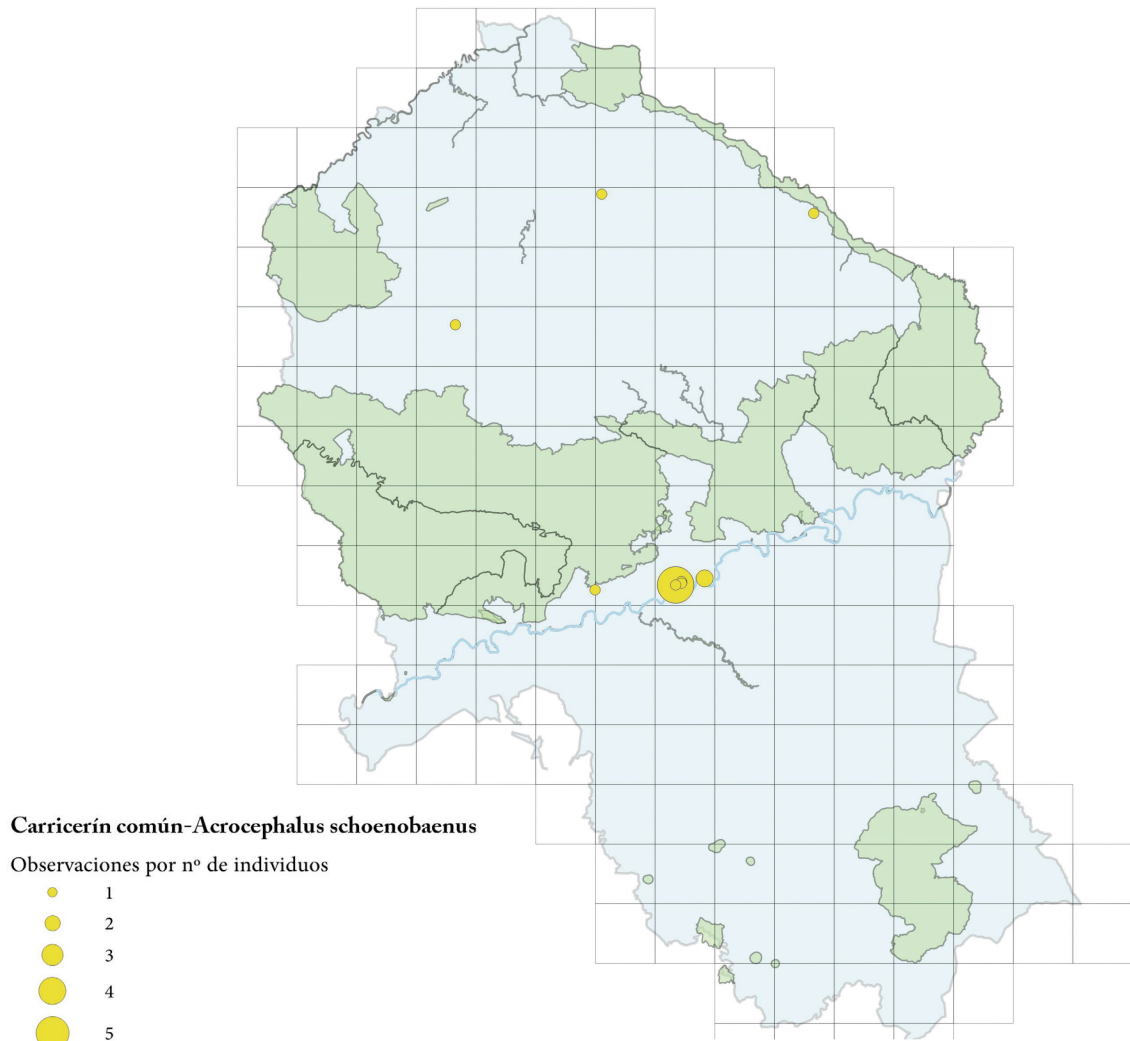 Carricerín común-Acrocephalus schoenobaenus
Observaciones por nº de individuos
1
2
3
4
5